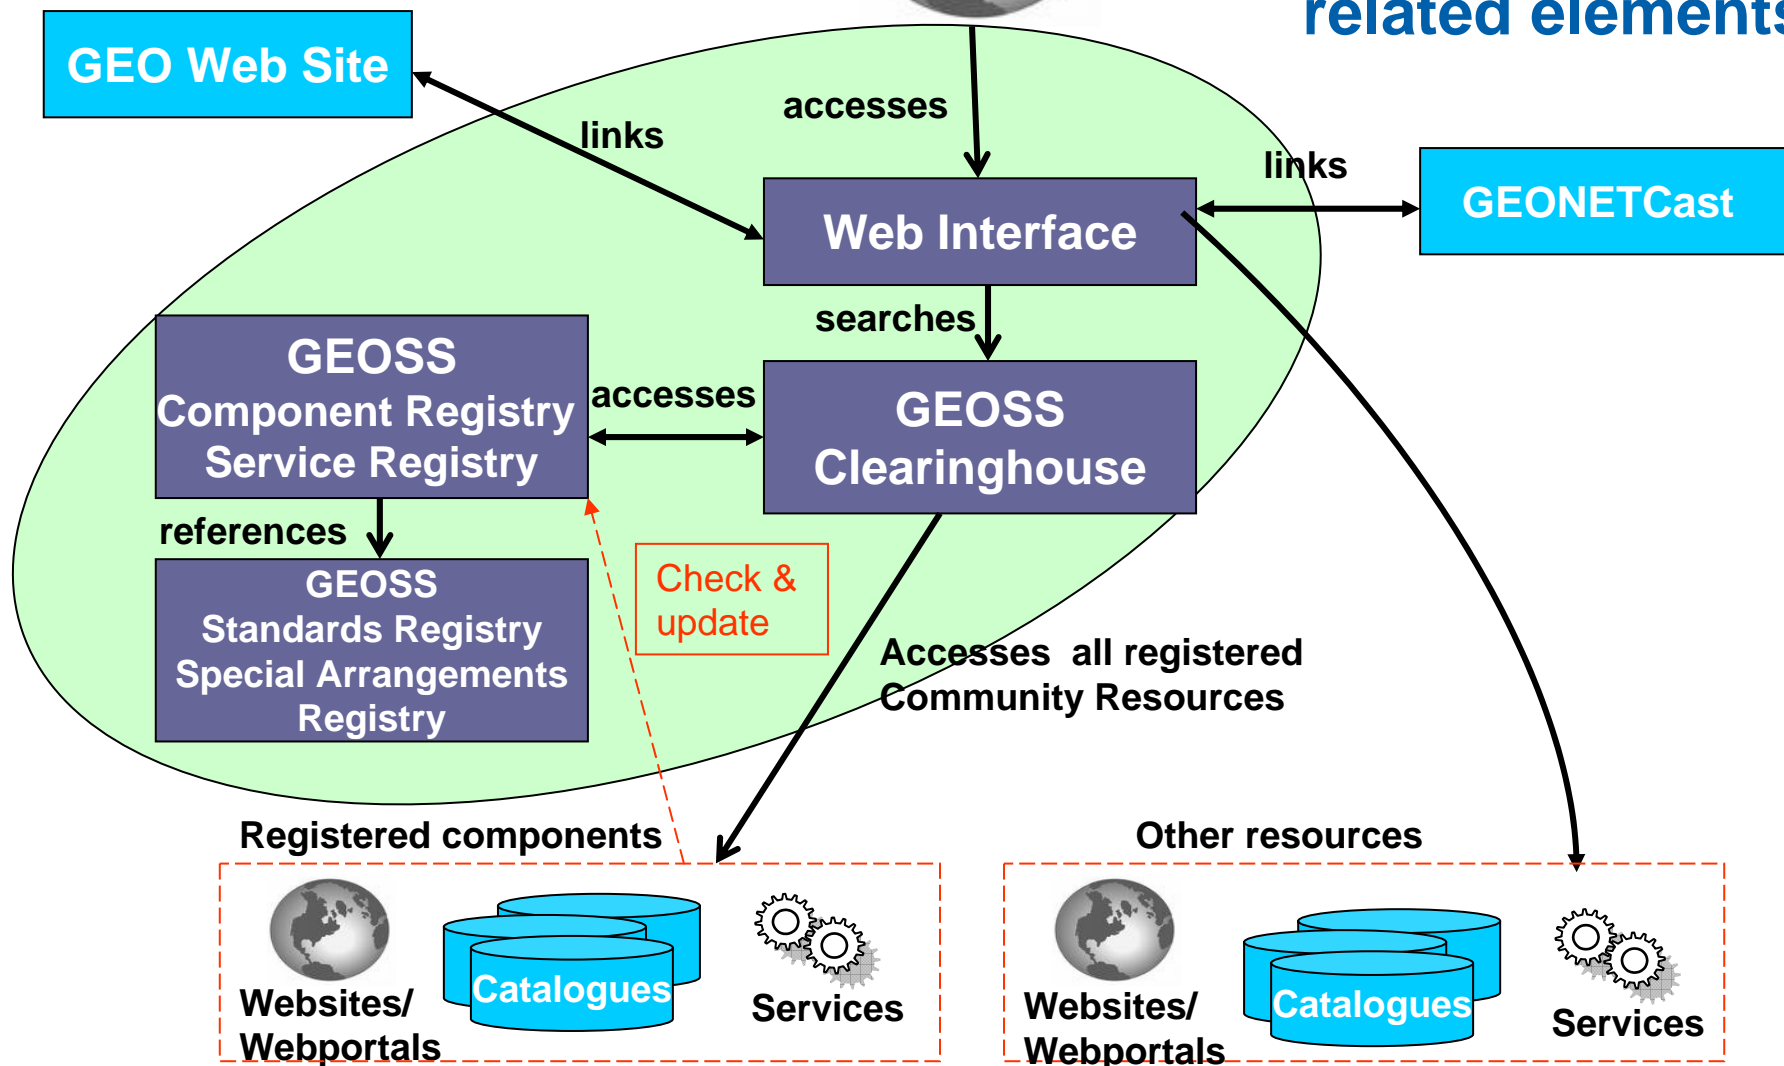 related elements
GEO Web Site
accesses
links
links
GEONETCast
Web Interface
searches
GEOSS
Component Registry
Service Registry
accesses
GEOSS
Clearinghouse
references
GEOSS
Standards Registry
Special Arrangements
Registry
Check &
update
Accesses all registered
Community Resources
Registered components
Other resources
Websites/
Webportals
Catalogues
Services
Websites/
Webportals
Catalogues
Services